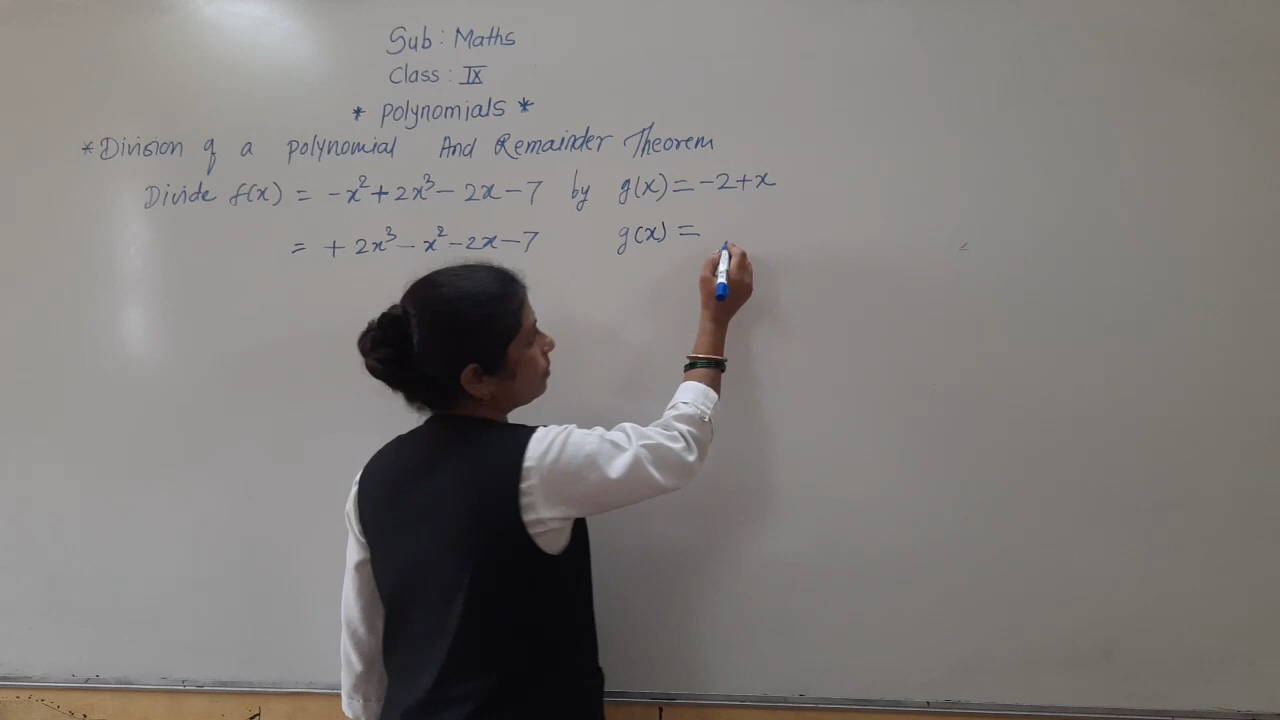 Sub : Maths
Class : IX
* Polynomials *
* Division of a polynomial And Remainder Theorem
Divide f(x) = -x²+2x³-2x-7 by g(x)=-2+x
= +2x³-x²-2x-7 g(x) =